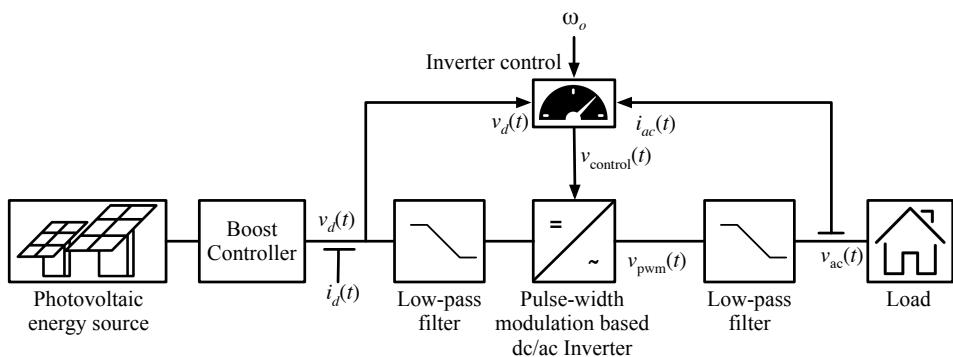 ω_o
Inverter control
v_d(t)
i_ac(t)
v_control(t)
Boost
Controller
v_d(t)
i_d(t)
=
~
v_pwm(t)
v_ac(t)
Photovoltaic
energy source
Low-pass
filter
Pulse-width
modulation based
dc/ac Inverter
Low-pass
filter
Load